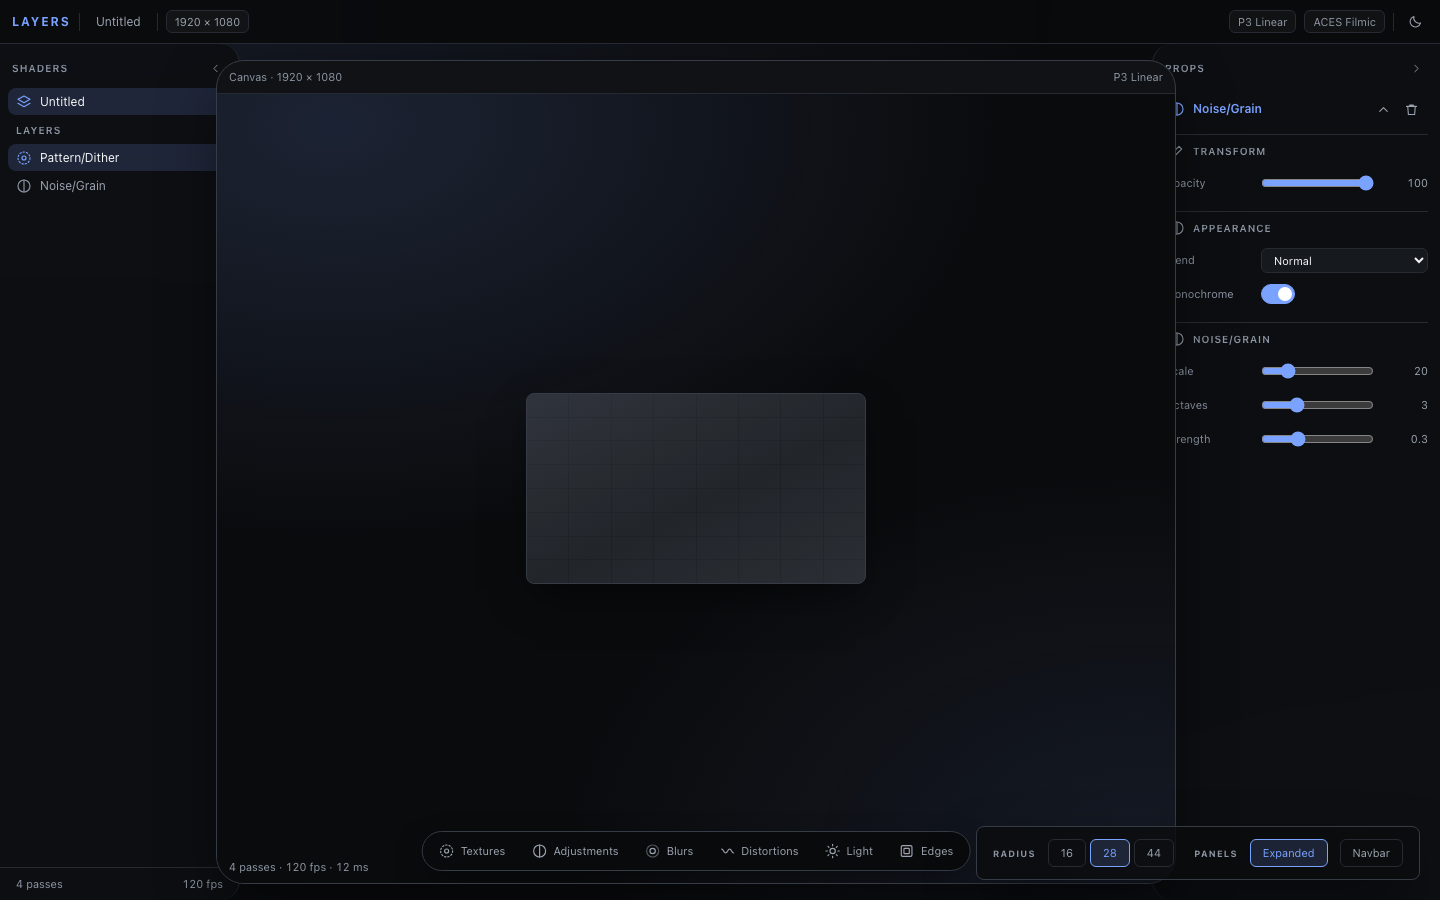 LAYERS Untitled 1920 × 1080 P3 Linear ACES Filmic
SHADERS
Untitled
LAYERS
Pattern/Dither
Noise/Grain
4 passes 120 fps
Canvas · 1920 × 1080 P3 Linear
4 passes · 120 fps · 12 ms
Textures Adjustments Blurs Distortions Light Edges
PROPS
Noise/Grain
TRANSFORM
pacity 100
APPEARANCE
end Normal
onochrome
NOISE/GRAIN
cale 20
ctaves 3
rength 0.3
RADIUS 16 28 44 PANELS Expanded Navbar